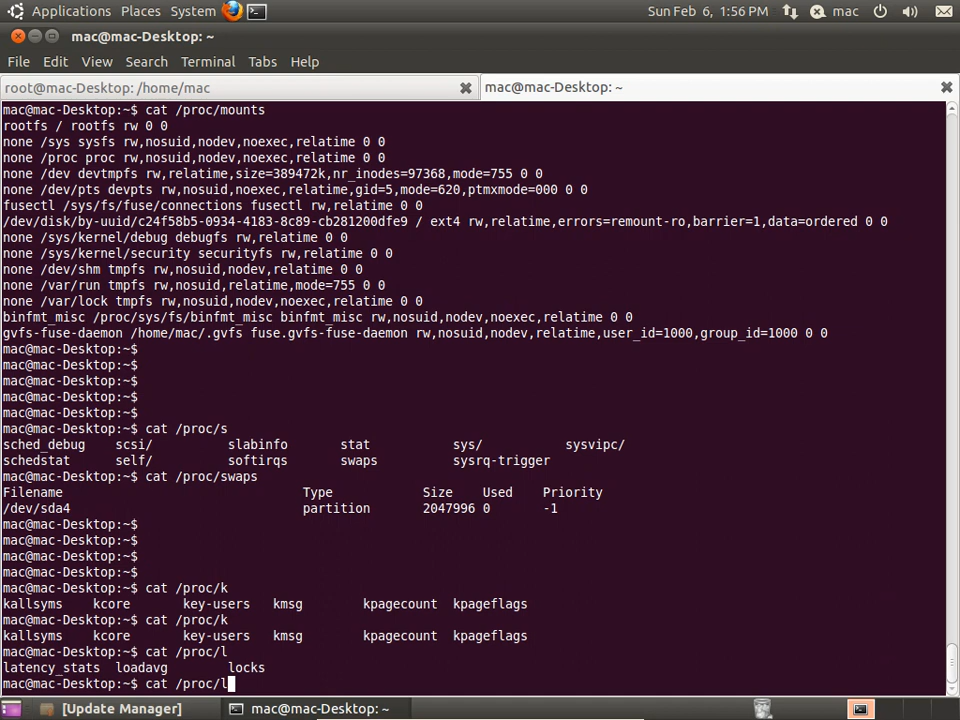 Applications Places System Sun Feb 6, 1:56 PM mac
mac@mac-Desktop: ~
File Edit View Search Terminal Tabs Help
root@mac-Desktop: /home/mac mac@mac-Desktop: ~
mac@mac-Desktop:~$ cat /proc/mounts
rootfs / rootfs rw 0 0
none /sys sysfs rw,nosuid,nodev,noexec,relatime 0 0
none /proc proc rw,nosuid,nodev,noexec,relatime 0 0
none /dev devtmpfs rw,relatime,size=389472k,nr_inodes=97368,mode=755 0 0
none /dev/pts devpts rw,nosuid,noexec,relatime,gid=5,mode=620,ptmxmode=000 0 0
fusectl /sys/fs/fuse/connections fusectl rw,relatime 0 0
/dev/disk/by-uuid/c24f58b5-0934-4183-8c89-cb281200dfe9 / ext4 rw,relatime,errors=remount-ro,barrier=1,data=ordered 0 0
none /sys/kernel/debug debugfs rw,relatime 0 0
none /sys/kernel/security securityfs rw,relatime 0 0
none /dev/shm tmpfs rw,nosuid,nodev,relatime 0 0
none /var/run tmpfs rw,nosuid,relatime,mode=755 0 0
none /var/lock tmpfs rw,nosuid,nodev,noexec,relatime 0 0
binfmt_misc /proc/sys/fs/binfmt_misc binfmt_misc rw,nosuid,nodev,noexec,relatime 0 0
gvfs-fuse-daemon /home/mac/.gvfs fuse.gvfs-fuse-daemon rw,nosuid,nodev,relatime,user_id=1000,group_id=1000 0 0
mac@mac-Desktop:~$
mac@mac-Desktop:~$
mac@mac-Desktop:~$
mac@mac-Desktop:~$
mac@mac-Desktop:~$
mac@mac-Desktop:~$ cat /proc/s
sched_debug scsi/ slabinfo stat sys/ sysvipc/
schedstat self/ softirqs swaps sysrq-trigger
mac@mac-Desktop:~$ cat /proc/swaps
Filename Type Size Used Priority
/dev/sda4 partition 2047996 0 -1
mac@mac-Desktop:~$
mac@mac-Desktop:~$
mac@mac-Desktop:~$
mac@mac-Desktop:~$
mac@mac-Desktop:~$ cat /proc/k
kallsyms kcore key-users kmsg kpagecount kpageflags
mac@mac-Desktop:~$ cat /proc/k
kallsyms kcore key-users kmsg kpagecount kpageflags
mac@mac-Desktop:~$ cat /proc/l
latency_stats loadavg locks
mac@mac-Desktop:~$ cat /proc/l
[Update Manager] mac@mac-Desktop: ~